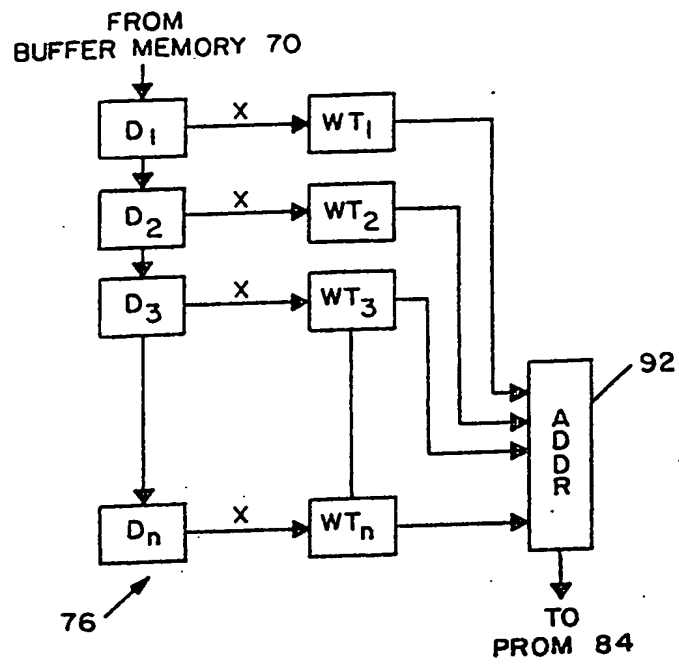 FROM
BUFFER MEMORY 70
D1 X WT1
D2 X WT2
D3 X WT3
92
ADDR
Dn X WTn
76
TO
PROM 84